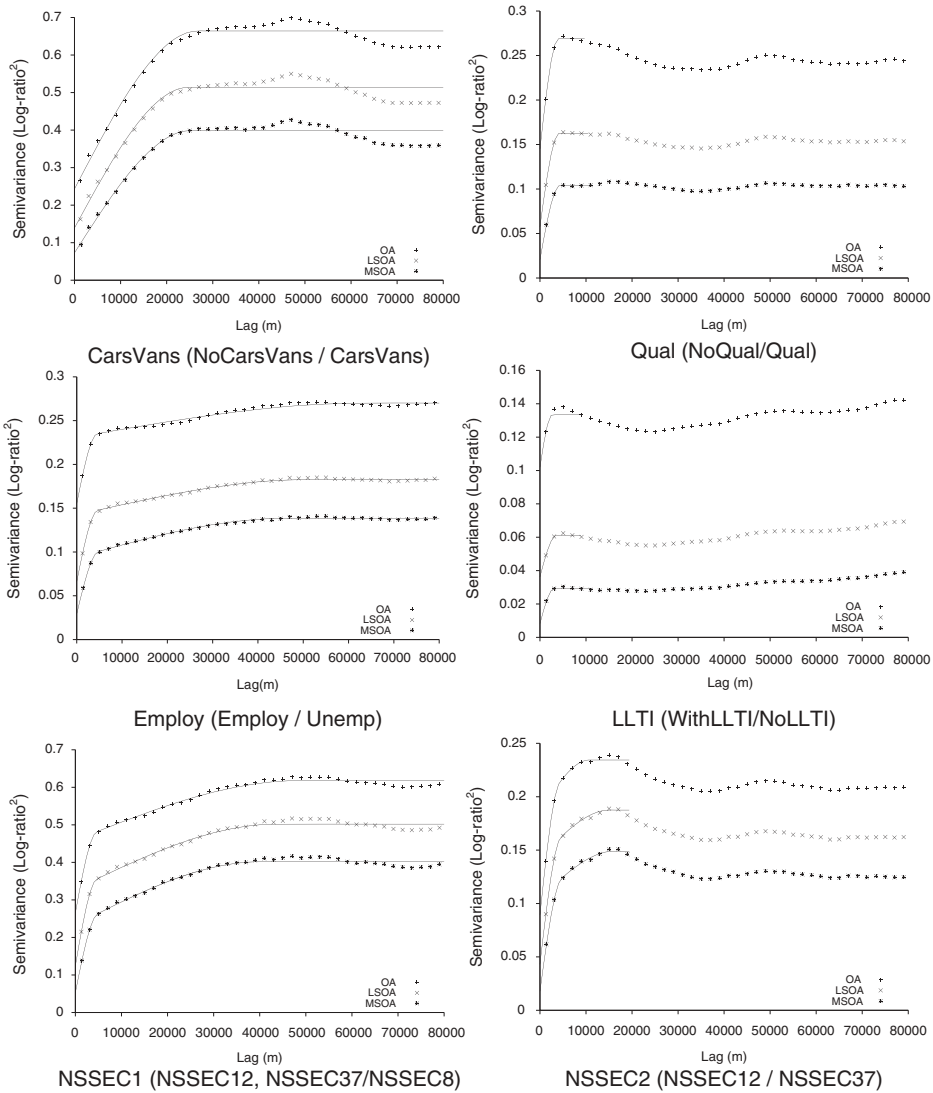 Semivariance (Log-ratio²)
0.7
0.6
0.5
0.4
0.3
0.2
0.1
0
OA
LSOA
MSOA
0 10000 20000 30000 40000 50000 60000 70000 80000
Lag (m)
CarsVans (NoCarsVans / CarsVans)
Semivariance (Log-ratio²)
0.3
0.25
0.2
0.15
0.1
0.05
0
OA
LSOA
MSOA
0 10000 20000 30000 40000 50000 60000 70000 80000
Lag (m)
Qual (NoQual/Qual)
Semivariance (Log-ratio²)
0.3
0.25
0.2
0.15
0.1
0.05
0
OA
LSOA
MSOA
0 10000 20000 30000 40000 50000 60000 70000 80000
Lag(m)
Employ (Employ / Unemp)
Semivariance (Log-ratio²)
0.16
0.14
0.12
0.1
0.08
0.06
0.04
0.02
0
OA
LSOA
MSOA
0 10000 20000 30000 40000 50000 60000 70000 80000
Lag (m)
LLTI (WithLLTI/NoLLTI)
Semivariance (Log-ratio²)
0.7
0.6
0.5
0.4
0.3
0.2
0.1
0
OA
LSOA
MSOA
0 10000 20000 30000 40000 50000 60000 70000 80000
Lag (m)
NSSEC1 (NSSEC12, NSSEC37/NSSEC8)
Semivariance (Log-ratio²)
0.25
0.2
0.15
0.1
0.05
0
OA
LSOA
MSOA
0 10000 20000 30000 40000 50000 60000 70000 80000
Lag (m)
NSSEC2 (NSSEC12 / NSSEC37)